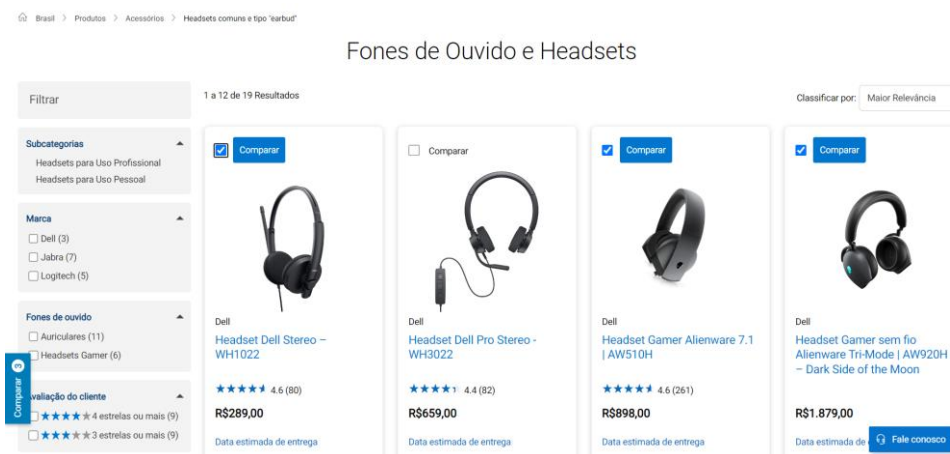 Brasil > Produtos > Acessórios > Headsets comuns e tipo "earbud"
Fones de Ouvido e Headsets
Filtrar
1 a 12 de 19 Resultados
Classificar por: Maior Relevância
Subcategorias
Headsets para Uso Profissional
Headsets para Uso Pessoal
Marca
Dell (3)
Jabra (7)
Logitech (5)
Fones de ouvido
Auriculares (11)
Headsets Gamer (6)
Comparar 3
Avaliação do cliente
4 estrelas ou mais (9)
3 estrelas ou mais (9)
Comparar
Dell
Headset Dell Stereo –
WH1022
4.6 (80)
R$289,00
Data estimada de entrega
Comparar
Dell
Headset Dell Pro Stereo -
WH3022
4.4 (82)
R$659,00
Data estimada de entrega
Comparar
Dell
Headset Gamer Alienware 7.1
| AW510H
4.6 (261)
R$898,00
Data estimada de entrega
Comparar
Dell
Headset Gamer sem fio
Alienware Tri-Mode | AW920H
– Dark Side of the Moon
R$1.879,00
Data estimada de
Fale conosco